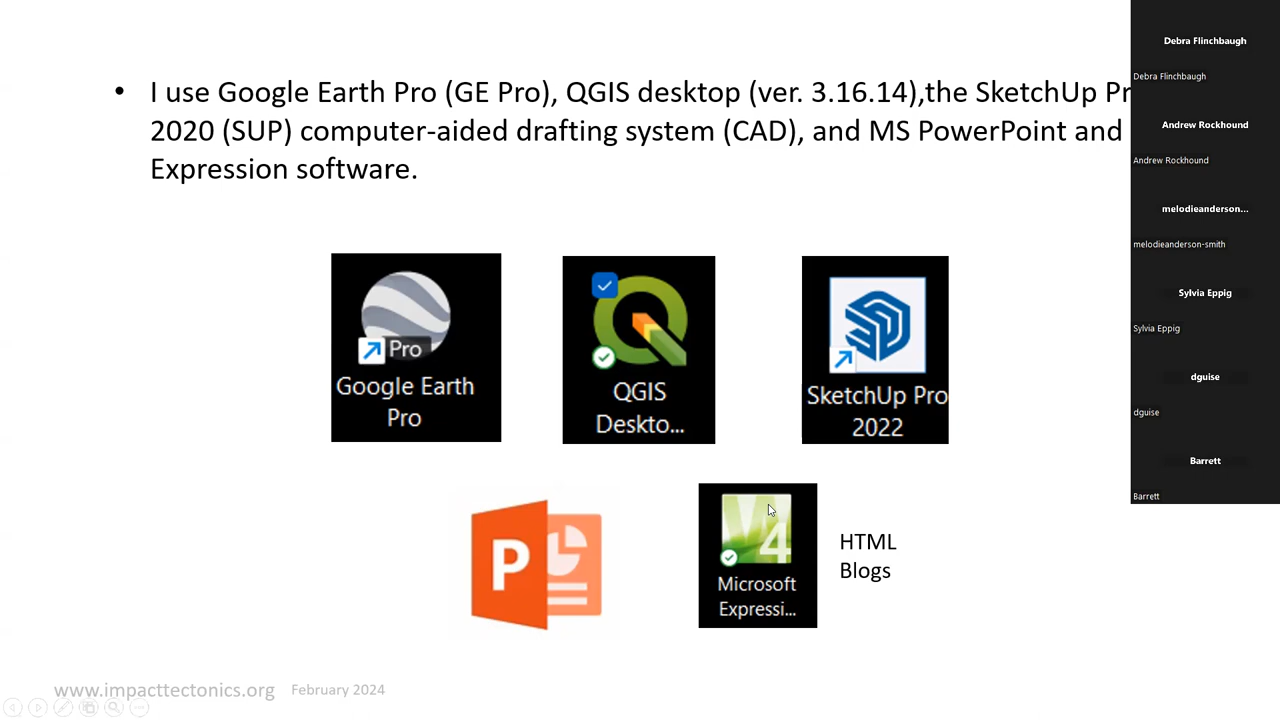 • I use Google Earth Pro (GE Pro), QGIS desktop (ver. 3.16.14),the SketchUp Pr
2020 (SUP) computer-aided drafting system (CAD), and MS PowerPoint and
Expression software.
Pro
Google Earth
Pro
QGIS
Deskto...
SketchUp Pro
2022
P
4
Microsoft
Expressi...
HTML
Blogs
www.impacttectonics.org
February 2024
Debra Flinchbaugh
Debra Flinchbaugh
Andrew Rockhound
Andrew Rockhound
melodieanderson...
melodieanderson-smith
Sylvia Eppig
Sylvia Eppig
dguise
dguise
Barrett
Barrett